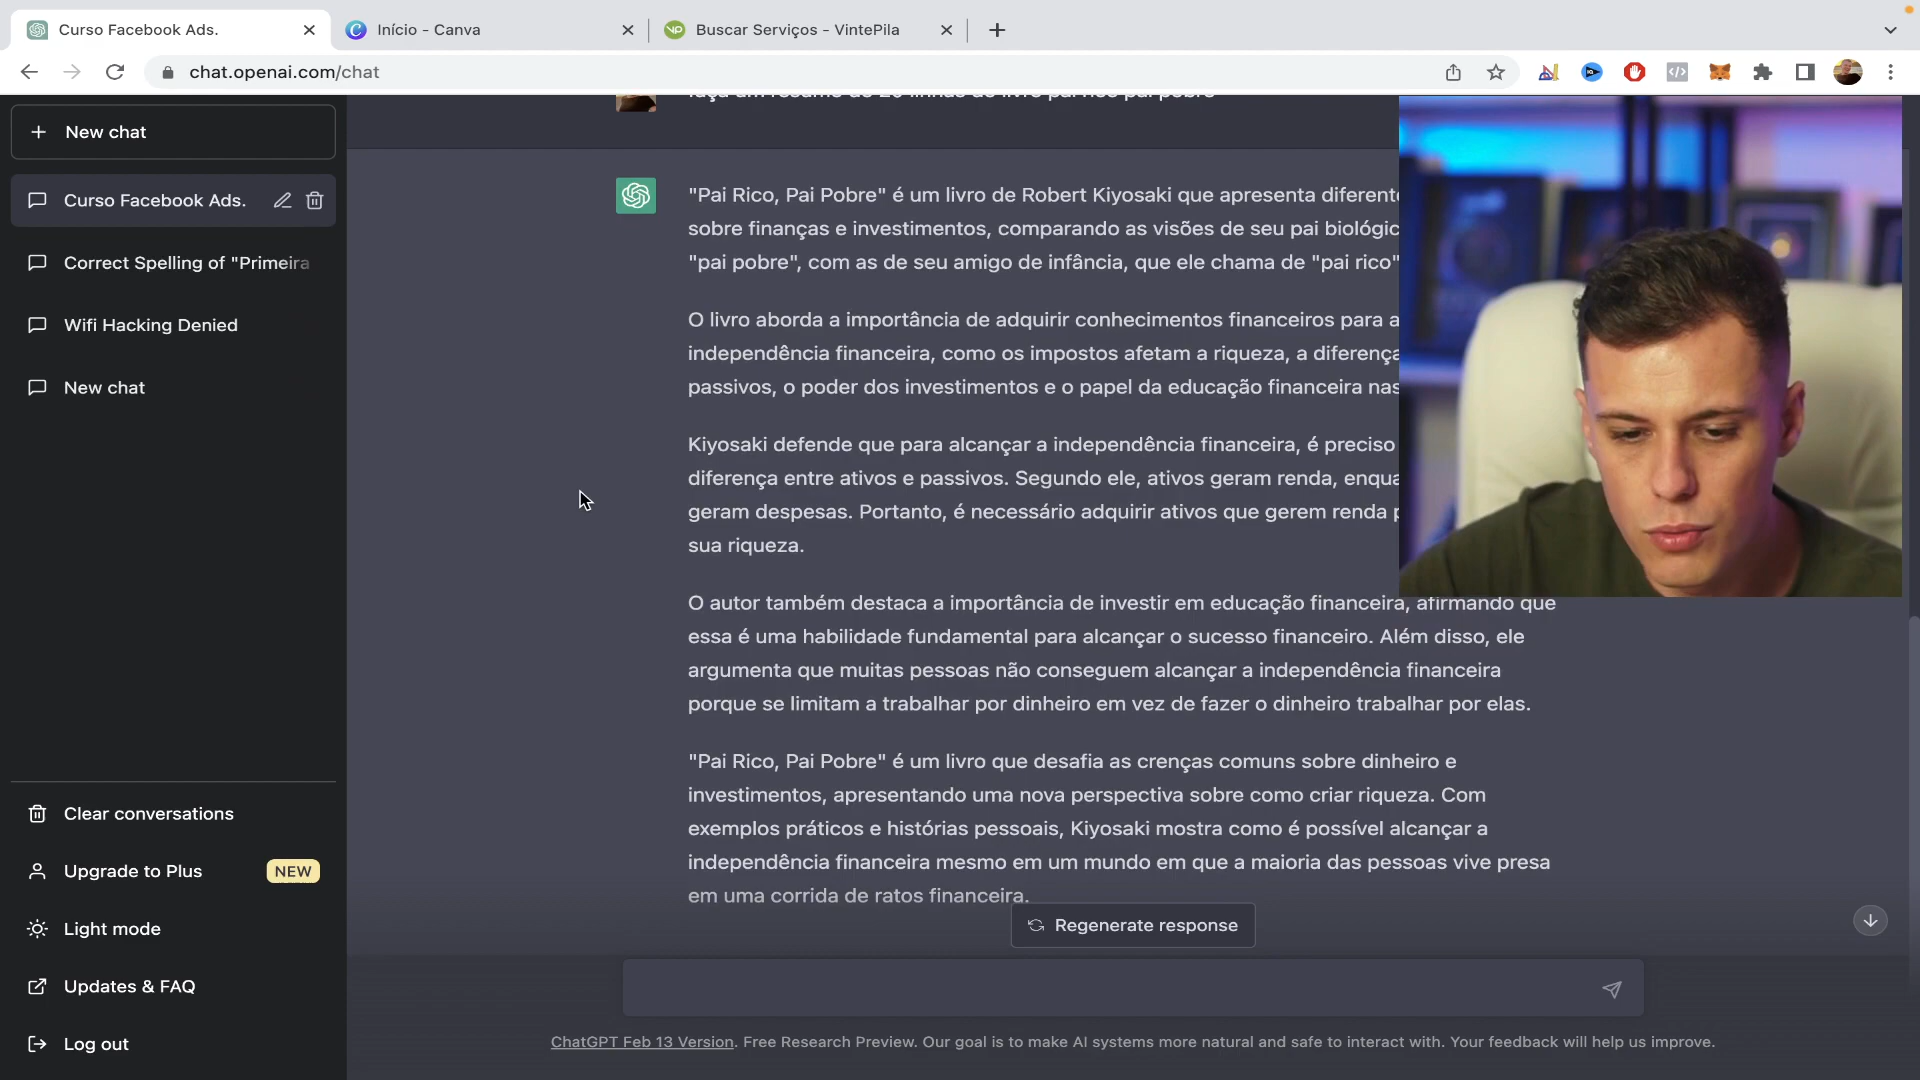 Curso Facebook Ads.
Início - Canva
Buscar Serviços - VintePila
chat.openai.com/chat
New chat
Curso Facebook Ads.
Correct Spelling of "Primeira
Wifi Hacking Denied
New chat
Clear conversations
Upgrade to Plus NEW
Light mode
Updates & FAQ
Log out
faça um resumo de 20 linhas do livro pai rico pai pobre
"Pai Rico, Pai Pobre" é um livro de Robert Kiyosaki que apresenta diferent
sobre finanças e investimentos, comparando as visões de seu pai biológic
"pai pobre", com as de seu amigo de infância, que ele chama de "pai rico"
O livro aborda a importância de adquirir conhecimentos financeiros para a
independência financeira, como os impostos afetam a riqueza, a diferença
passivos, o poder dos investimentos e o papel da educação financeira nas
Kiyosaki defende que para alcançar a independência financeira, é preciso
diferença entre ativos e passivos. Segundo ele, ativos geram renda, enqua
geram despesas. Portanto, é necessário adquirir ativos que gerem renda p
sua riqueza.
O autor também destaca a importância de investir em educação financeira, afirmando que
essa é uma habilidade fundamental para alcançar o sucesso financeiro. Além disso, ele
argumenta que muitas pessoas não conseguem alcançar a independência financeira
porque se limitam a trabalhar por dinheiro em vez de fazer o dinheiro trabalhar por elas.
"Pai Rico, Pai Pobre" é um livro que desafia as crenças comuns sobre dinheiro e
investimentos, apresentando uma nova perspectiva sobre como criar riqueza. Com
exemplos práticos e histórias pessoais, Kiyosaki mostra como é possível alcançar a
independência financeira mesmo em um mundo em que a maioria das pessoas vive presa
em uma corrida de ratos financeira.
Regenerate response
ChatGPT Feb 13 Version. Free Research Preview. Our goal is to make AI systems more natural and safe to interact with. Your feedback will help us improve.